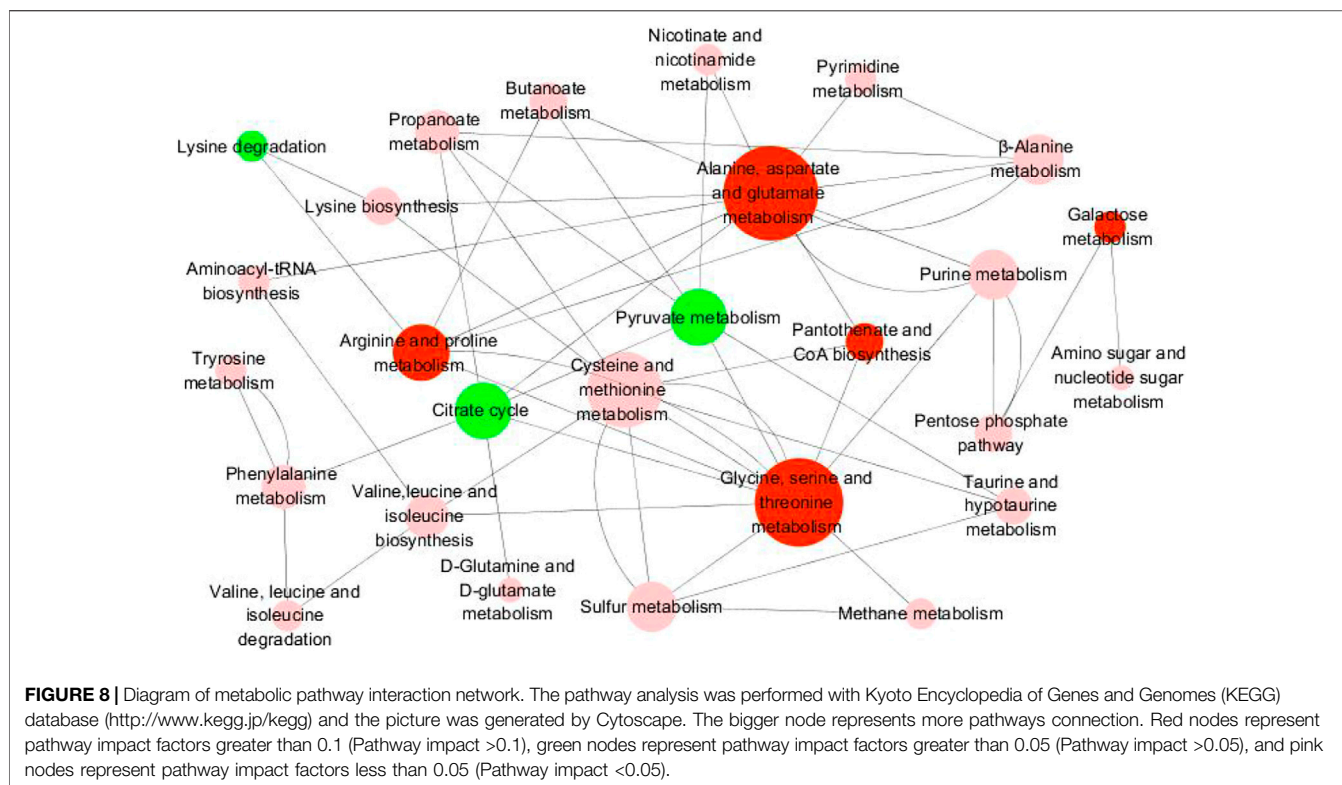 Nicotinate and
nicotinamide
metabolism
Pyrimidine
metabolism
Butanoate
metabolism
Propanoate
metabolism
Lysine degradation
β-Alanine
metabolism
Alanine, aspartate
and glutamate
metabolism
Lysine biosynthesis
Galactose
metabolism
Aminoacyl-tRNA
biosynthesis
Purine metabolism
Pyruvate metabolism
Pantothenate and
CoA biosynthesis
Arginine and proline
metabolism
Tryrosine
metabolism
Cysteine and
methionine
metabolism
Amino sugar and
nucleotide sugar
metabolism
Citrate cycle
Pentose phosphate
pathway
Phenylalanine
metabolism
Valine,leucine and
isoleucine
biosynthesis
Glycine, serine and
threonine
metabolism
Taurine and
hypotaurine
metabolism
D-Glutamine and
D-glutamate
metabolism
Valine, leucine and
isoleucine
degradation
Sulfur metabolism
Methane metabolism
FIGURE 8 | Diagram of metabolic pathway interaction network. The pathway analysis was performed with Kyoto Encyclopedia of Genes and Genomes (KEGG)
database (http://www.kegg.jp/kegg) and the picture was generated by Cytoscape. The bigger node represents more pathways connection. Red nodes represent
pathway impact factors greater than 0.1 (Pathway impact >0.1), green nodes represent pathway impact factors greater than 0.05 (Pathway impact >0.05), and pink
nodes represent pathway impact factors less than 0.05 (Pathway impact <0.05).